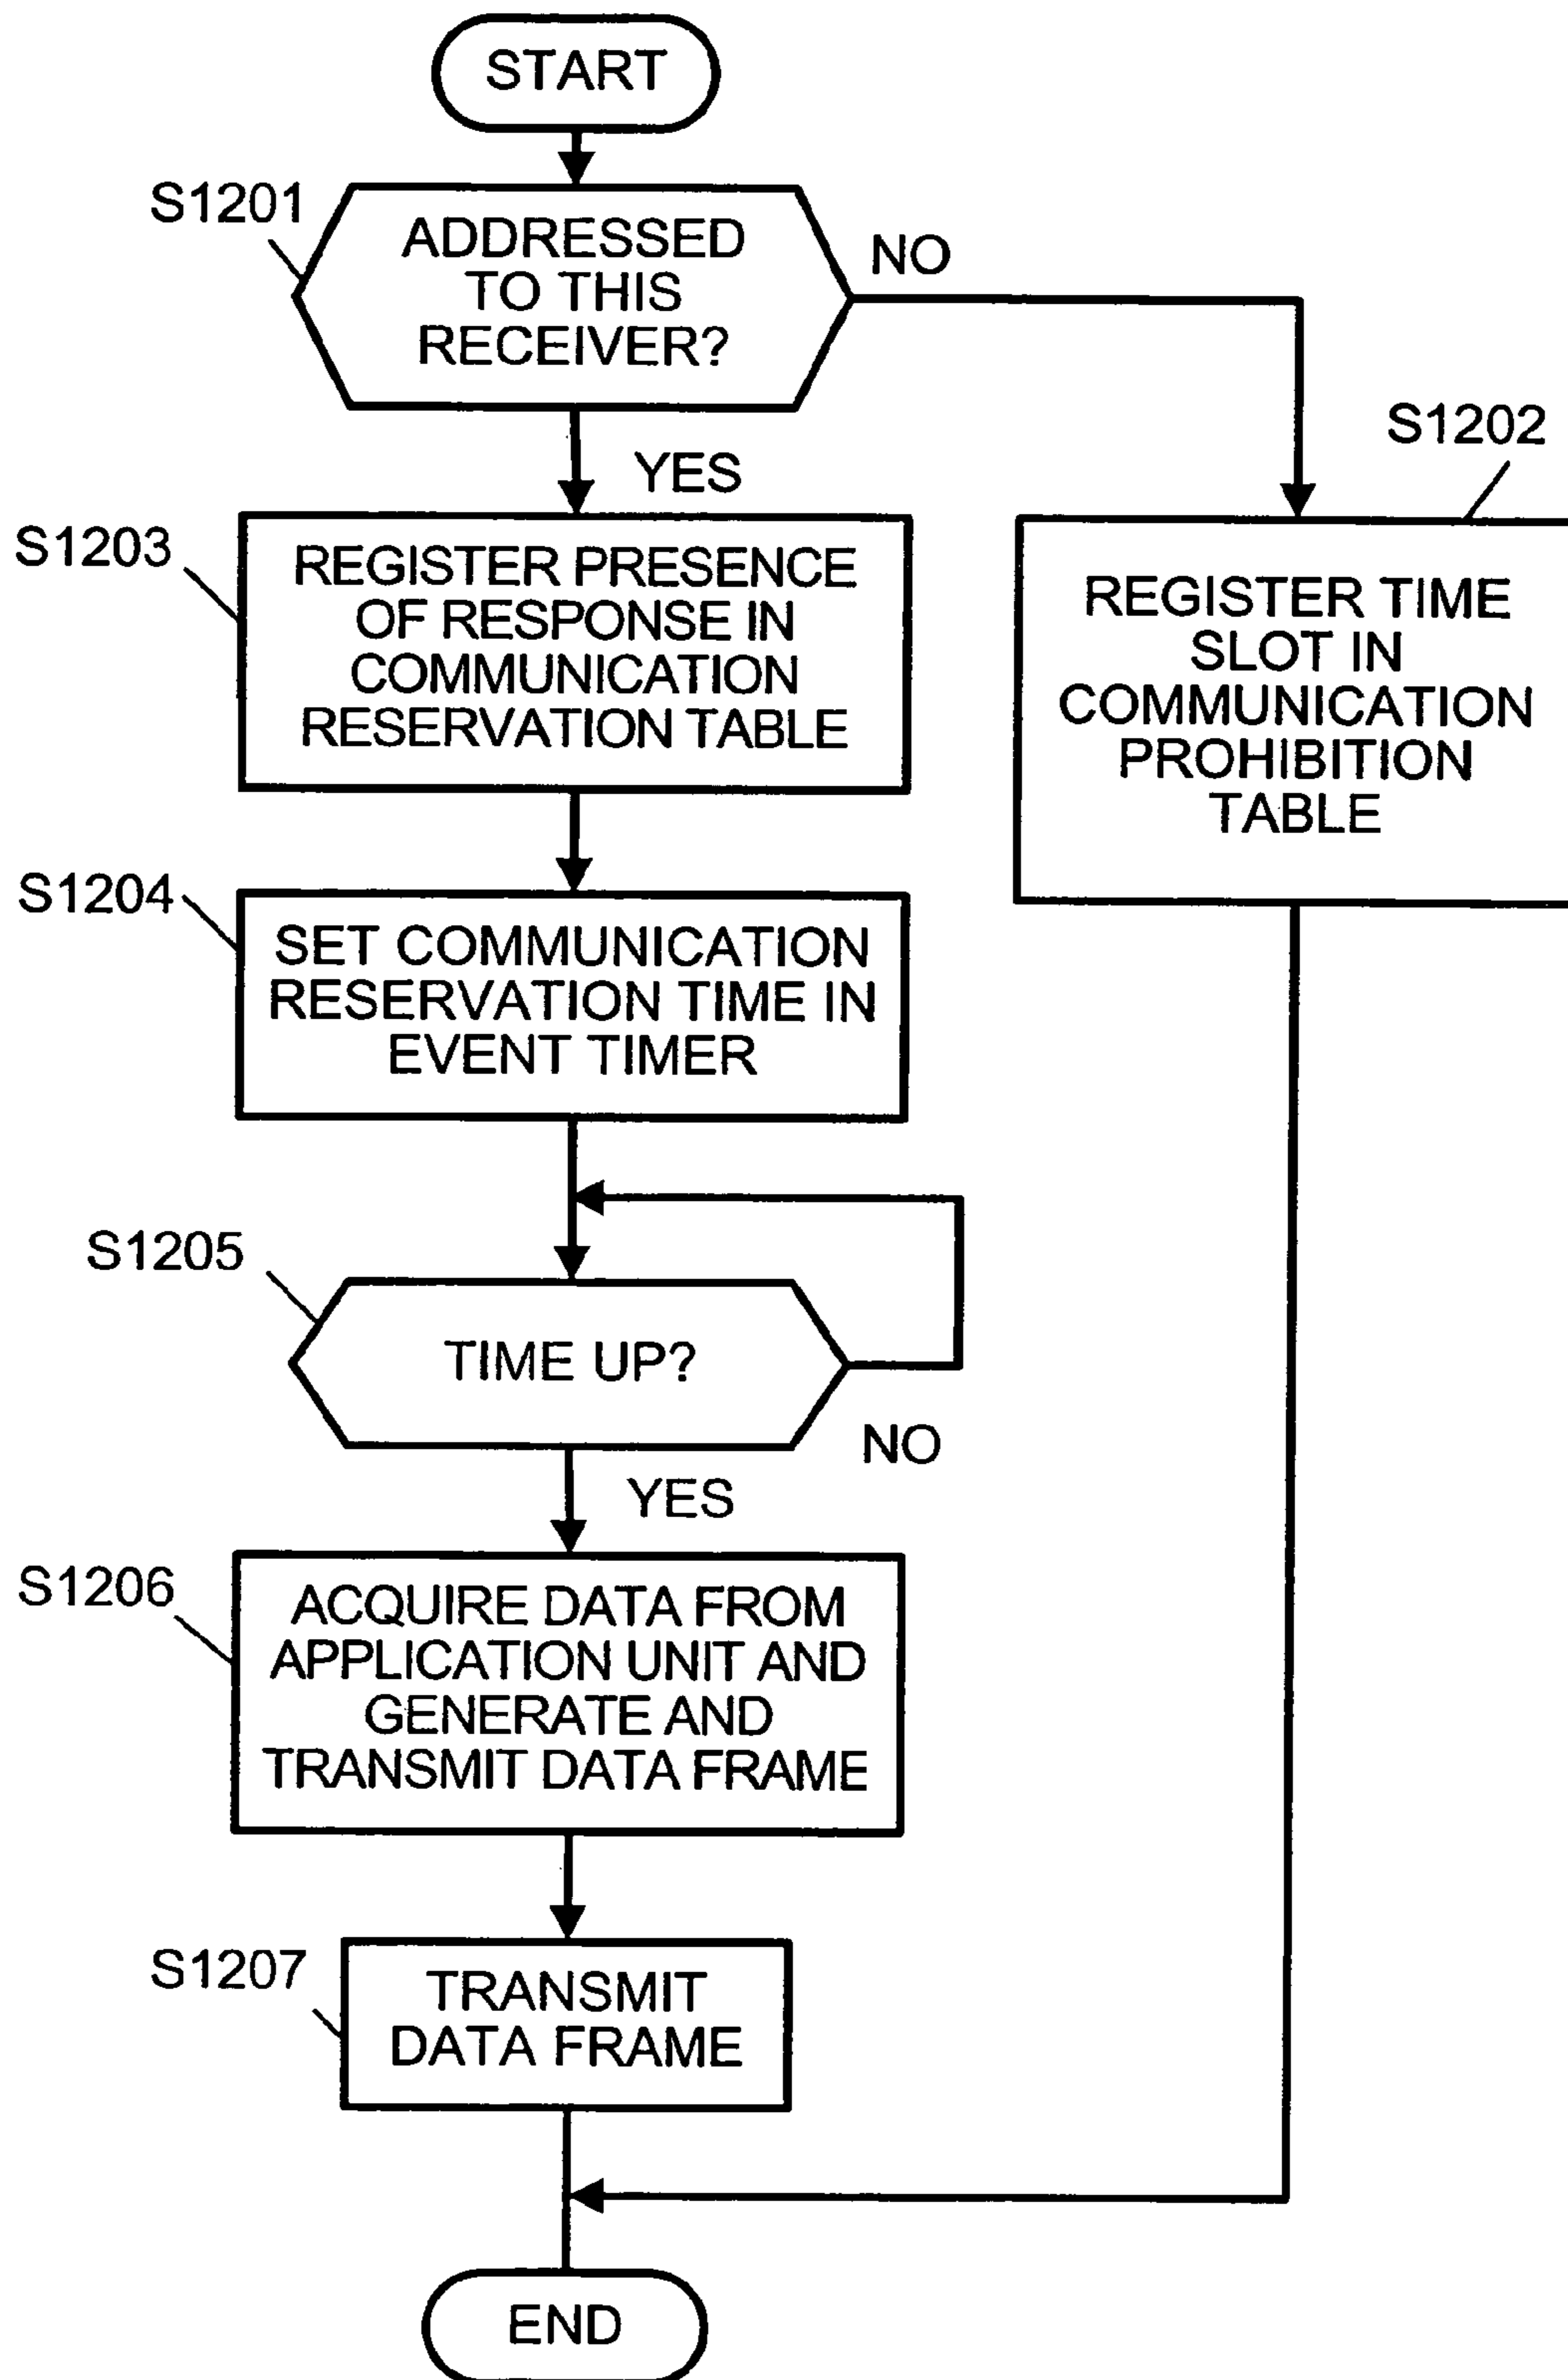 START
S1201
ADDRESSED
TO THIS
RECEIVER?
NO
YES
S1202
REGISTER TIME
SLOT IN
COMMUNICATION
PROHIBITION
TABLE
S1203
REGISTER PRESENCE
OF RESPONSE IN
COMMUNICATION
RESERVATION TABLE
S1204
SET COMMUNICATION
RESERVATION TIME IN
EVENT TIMER
S1205
TIME UP?
NO
YES
S1206
ACQUIRE DATA FROM
APPLICATION UNIT AND
GENERATE AND
TRANSMIT DATA FRAME
S1207
TRANSMIT
DATA FRAME
END